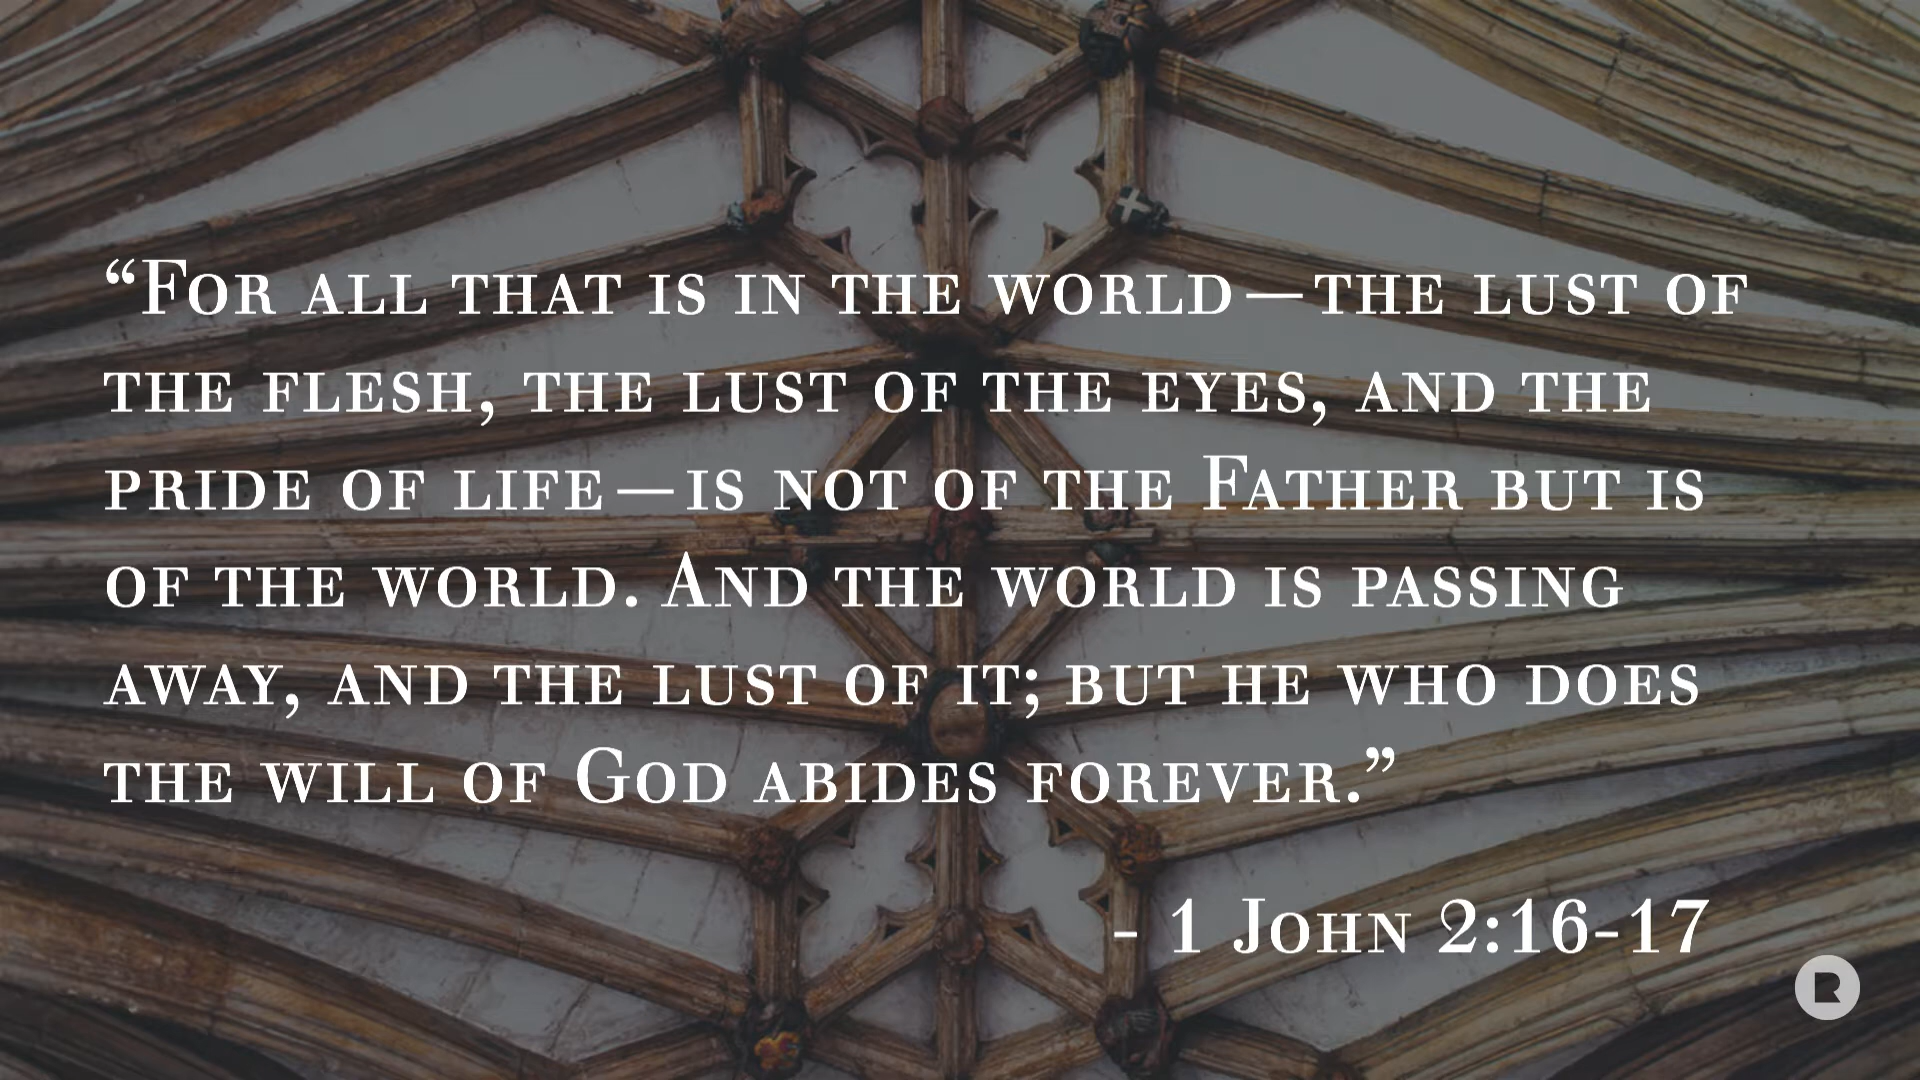 “For all that is in the world—the lust of
the flesh, the lust of the eyes, and the
pride of life—is not of the Father but is
of the world. And the world is passing
away, and the lust of it; but he who does
the will of God abides forever.”
- 1 John 2:16-17
R